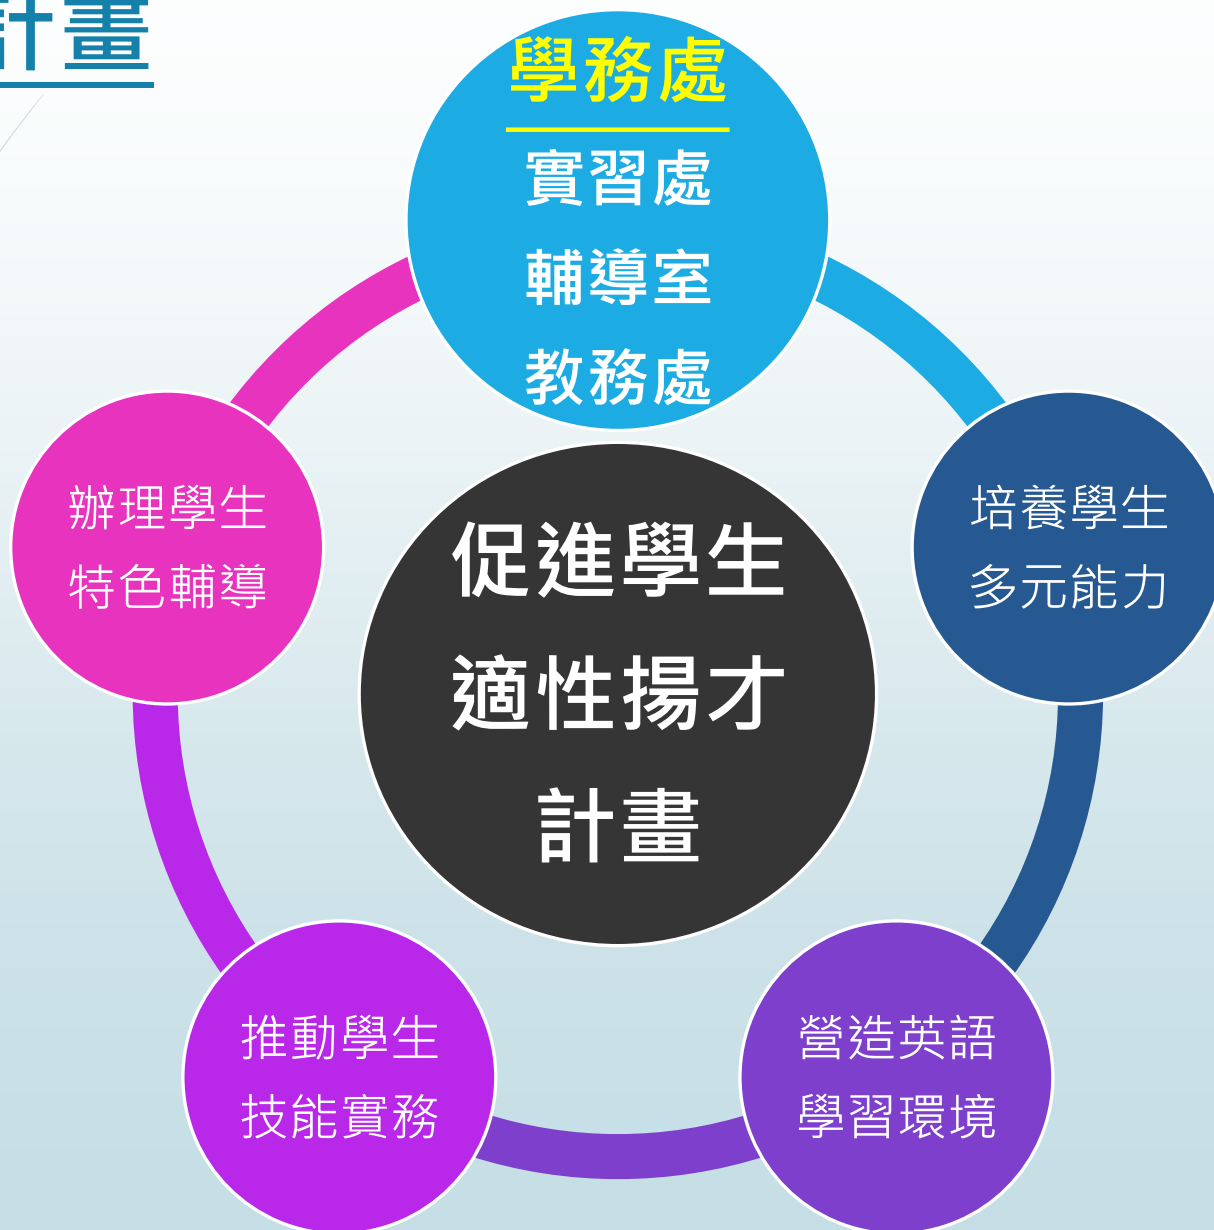 計畫
學務處
實習處
輔導室
教務處
辦理學生
特色輔導
培養學生
多元能力
促進學生
適性揚才
計畫
推動學生
技能實務
營造英語
學習環境